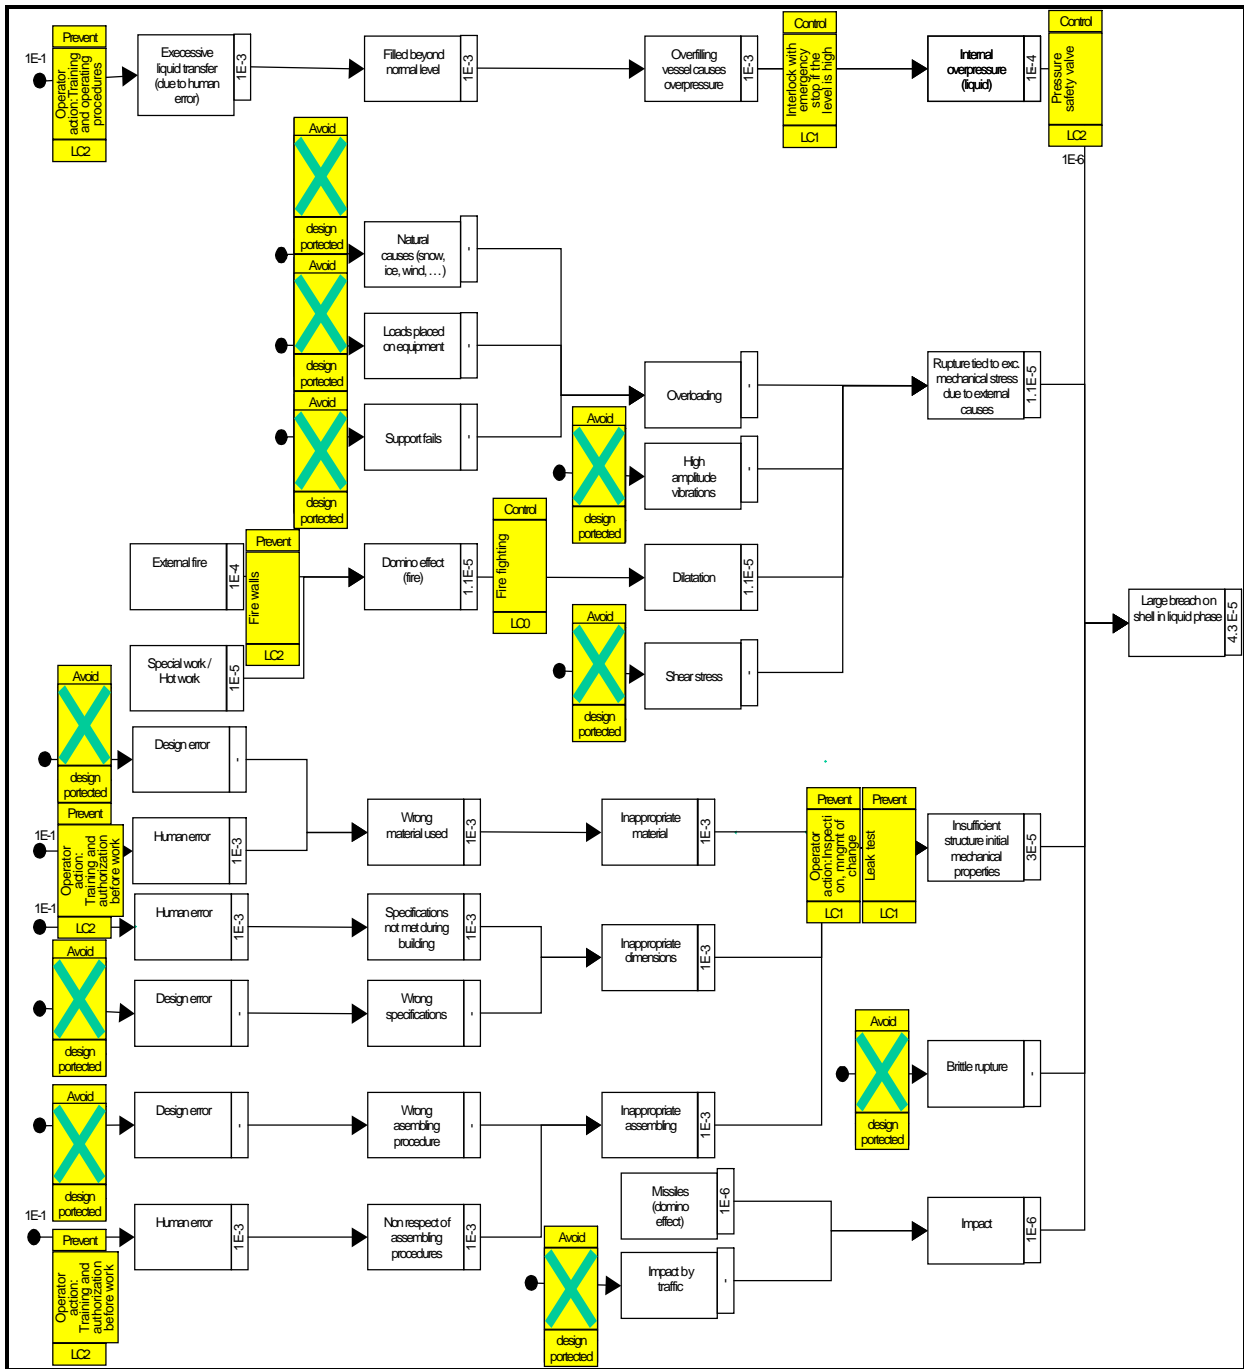 Prevent
1E-1
Operator
action:Training
and operating
procedures
LC2
Execessive
liquid transfer
(due to human
error)
1E-3
Filled beyond
normal level
1E-3
Overfilling
vessel causes
overpressure
1E-3
Control
Interlock with
emergency
stop if the
level is high
LC1
Internal
overpressure
(liquid)
1E-4
Control
Pressure
safety valve
LC2
1E-6
Avoid
design
portected
Natural
causes (snow,
ice, wind, …)
-
Avoid
design
portected
Loads placed
on equipment
-
Avoid
design
portected
Support fails
-
Overloading
-
Rupture tied to exc.
mechanical stress
due to external
causes
1.1E-5
Avoid
design
portected
High
amplitude
vibrations
-
External fire
1E-4
Prevent
Fire walls
LC2
Domino effect
(fire)
1.1E-5
Control
Fire fighting
LC0
Dilatation
1.1E-5
Special work /
Hot work
1E-5
Avoid
design
portected
Shear stress
-
Large breach on
shell in liquid phase
4.3 E-5
Avoid
design
portected
Design error
-
Prevent
1E-1
Operator
action:
Training and
authorization
before work
LC2
Human error
1E-3
Wrong
material used
1E-3
Inappropriate
material
1E-3
Prevent
Operator
action:Inspecti
on, mngmt of
change
LC1
Prevent
Leak test
LC1
Insufficient
structure initial
mechanical
properties
3E-5
1E-1
Human error
1E-3
Specifications
not met during
building
1E-3
Inappropriate
dimensions
1E-3
Avoid
design
portected
Design error
-
Wrong
specifications
-
Avoid
design
portected
Brittle rupture
-
Avoid
design
portected
Design error
-
Wrong
asembling
procedure
-
Inappropriate
assembling
1E-3
1E-1
Prevent
Operator
action:
Training and
authorization
before work
LC2
Human error
1E-3
Non respect of
assembling
procedures
1E-3
Missiles
(domino
effect)
1E-6
Impact
1E-6
Avoid
design
portected
Impact by
traffic
-